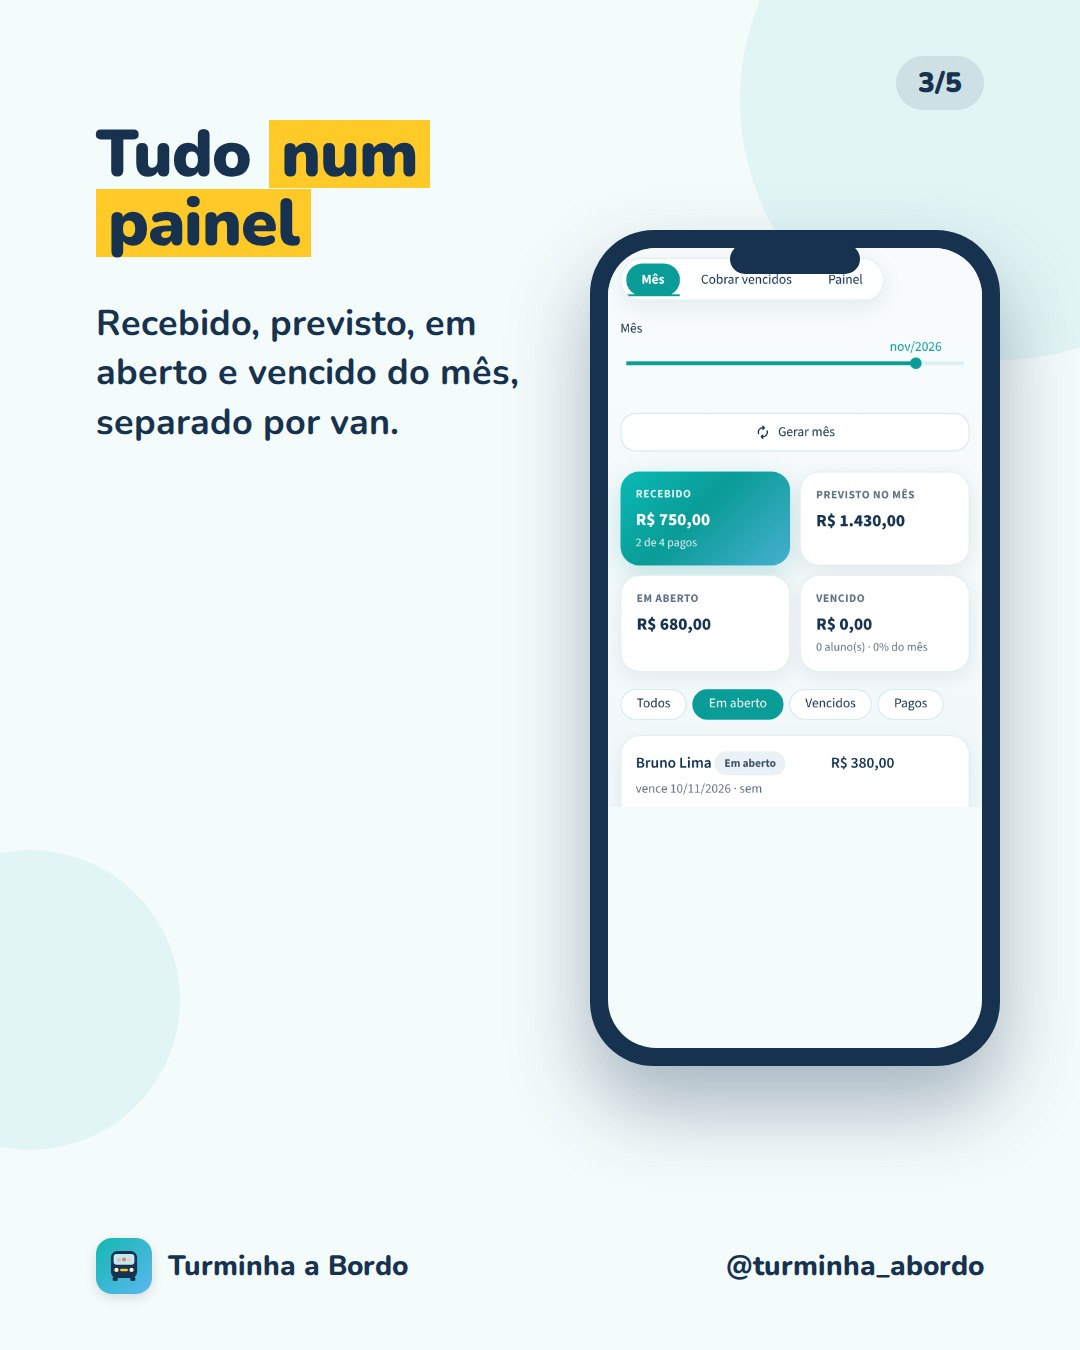 3/5
Tudo num
painel
Recebido, previsto, em
aberto e vencido do mês,
separado por van.
Mês Cobrar vencidos Painel
Mês
nov/2026
Gerar mês
RECEBIDO
R$ 750,00
2 de 4 pagos
PREVISTO NO MÊS
R$ 1.430,00
EM ABERTO
R$ 680,00
VENCIDO
R$ 0,00
0 aluno(s) · 0% do mês
Todos Em aberto Vencidos Pagos
Bruno Lima Em aberto R$ 380,00
vence 10/11/2026 · sem
Turminha a Bordo
@turminha_abordo